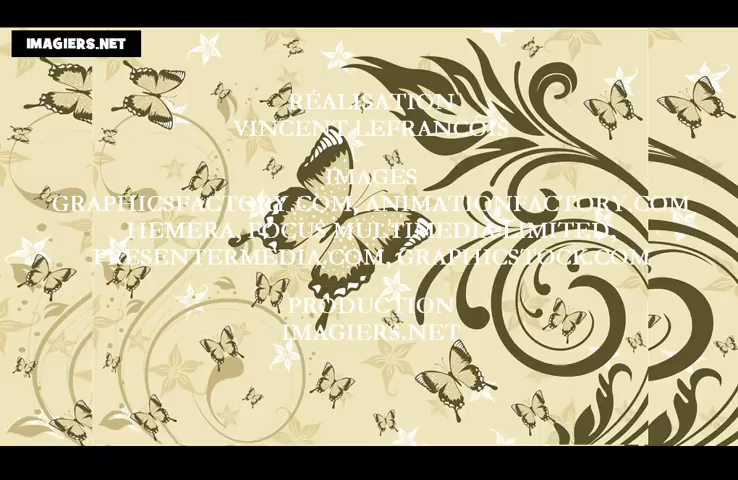 IMAGIERS.NET
RÉALISATION
VINCENT LEFRANCOIS
IMAGES
GRAPHICSFACTORY.COM, ANIMATIONFACTORY.COM
HEMERA, FOCUS MULTIMEDIA LIMITED,
PRESENTERMEDIA.COM, GRAPHICSTOCK.COM
PRODUCTION
IMAGIERS.NET